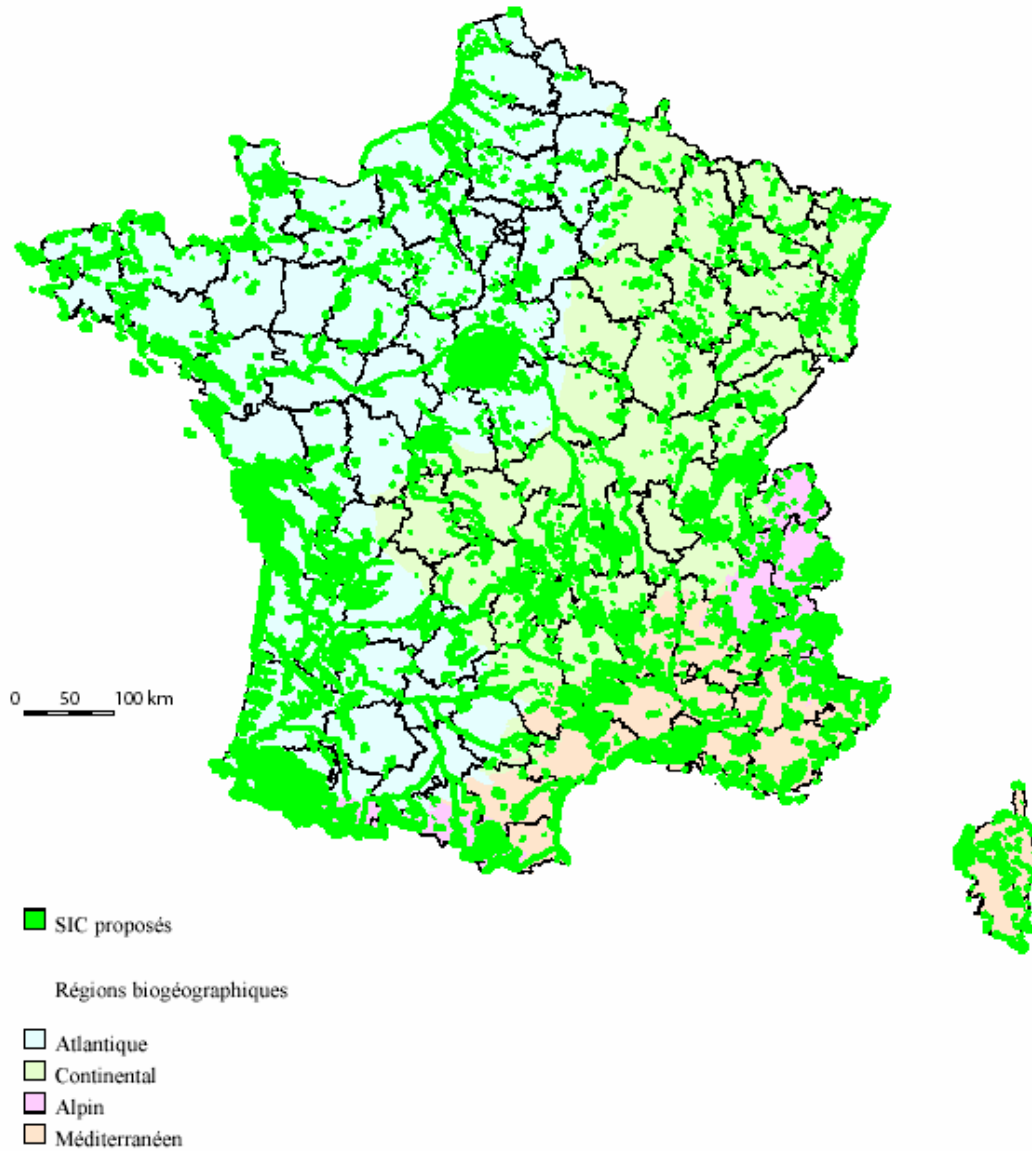 0 50 100 km
SIC proposés
Régions biogéographiques
Atlantique
Continental
Alpin
Méditerranéen